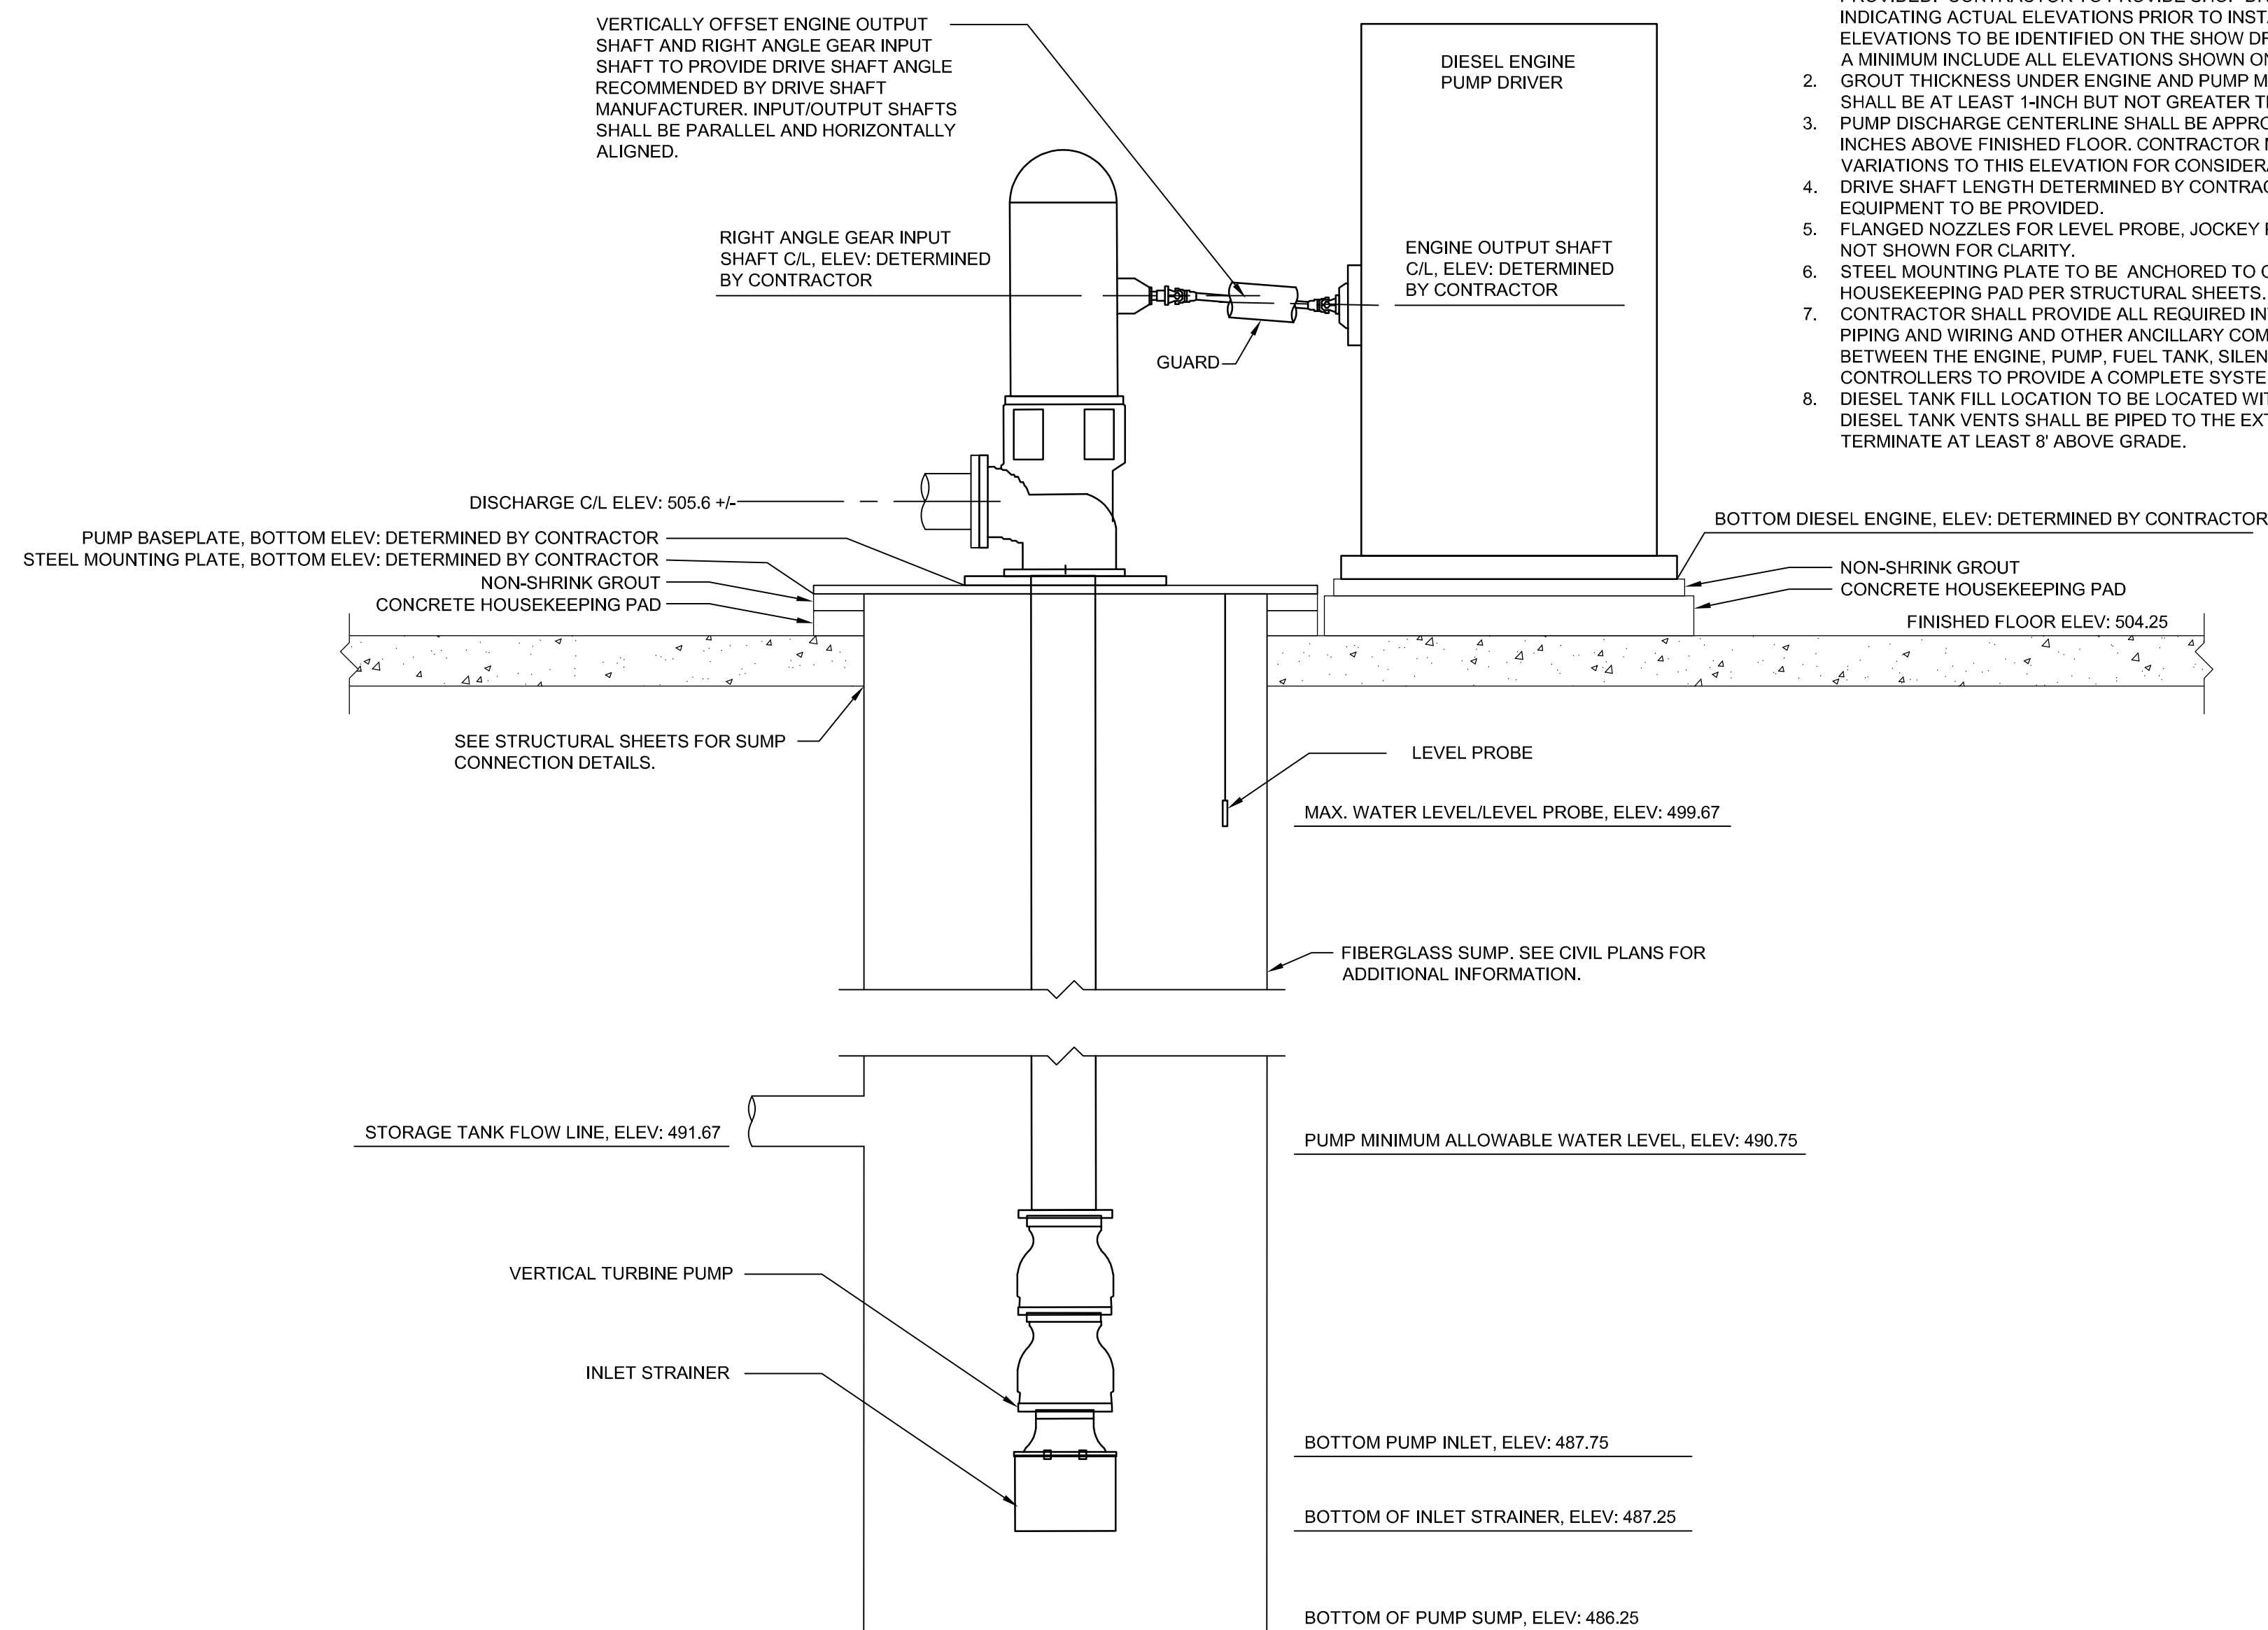 VERTICALLY OFFSET ENGINE OUTPUT
SHAFT AND RIGHT ANGLE GEAR INPUT
SHAFT TO PROVIDE DRIVE SHAFT ANGLE
RECOMMENDED BY DRIVE SHAFT
MANUFACTURER. INPUT/OUTPUT SHAFTS
SHALL BE PARALLEL AND HORIZONTALLY
ALIGNED.
DIESEL ENGINE
PUMP DRIVER
INDICATING ACTUAL ELEVATIONS PRIOR TO
ELEVATIONS TO BE IDENTIFIED ON THE SHOW
A MINIMUM INCLUDE ALL ELEVATIONS SHOWN
2. GROUT THICKNESS UNDER ENGINE AND PUMP
SHALL BE AT LEAST 1-INCH BUT NOT GREATER
3. PUMP DISCHARGE CENTERLINE SHALL BE
INCHES ABOVE FINISHED FLOOR. CONTRACTOR
VARIATIONS TO THIS ELEVATION FOR
4. DRIVE SHAFT LENGTH DETERMINED BY
EQUIPMENT TO BE PROVIDED.
5. FLANGED NOZZLES FOR LEVEL PROBE, JOCKEY
NOT SHOWN FOR CLARITY.
6. STEEL MOUNTING PLATE TO BE ANCHORED TO
HOUSEKEEPING PAD PER STRUCTURAL SHEETS.
7. CONTRACTOR SHALL PROVIDE ALL REQUIRED
PIPING AND WIRING AND OTHER ANCILLARY
BETWEEN THE ENGINE, PUMP, FUEL TANK,
CONTROLLERS TO PROVIDE A COMPLETE
8. DIESEL TANK FILL LOCATION TO BE LOCATED
DIESEL TANK VENTS SHALL BE PIPED TO THE
TERMINATE AT LEAST 8' ABOVE GRADE.
RIGHT ANGLE GEAR INPUT
SHAFT C/L, ELEV: DETERMINED
BY CONTRACTOR
ENGINE OUTPUT SHAFT
C/L, ELEV: DETERMINED
BY CONTRACTOR
GUARD
DISCHARGE C/L ELEV: 505.6 +/-
PUMP BASEPLATE, BOTTOM ELEV: DETERMINED BY CONTRACTOR
STEEL MOUNTING PLATE, BOTTOM ELEV: DETERMINED BY CONTRACTOR
NON-SHRINK GROUT
CONCRETE HOUSEKEEPING PAD
BOTTOM DIESEL ENGINE, ELEV: DETERMINED BY CONTRACTOR
NON-SHRINK GROUT
CONCRETE HOUSEKEEPING PAD
FINISHED FLOOR ELEV: 504.25
SEE STRUCTURAL SHEETS FOR SUMP
CONNECTION DETAILS.
LEVEL PROBE
MAX. WATER LEVEL/LEVEL PROBE, ELEV: 499.67
FIBERGLASS SUMP. SEE CIVIL PLANS FOR
ADDITIONAL INFORMATION.
STORAGE TANK FLOW LINE, ELEV: 491.67
PUMP MINIMUM ALLOWABLE WATER LEVEL, ELEV: 490.75
VERTICAL TURBINE PUMP
INLET STRAINER
BOTTOM PUMP INLET, ELEV: 487.75
BOTTOM OF INLET STRAINER, ELEV: 487.25
BOTTOM OF PUMP SUMP, ELEV: 486.25